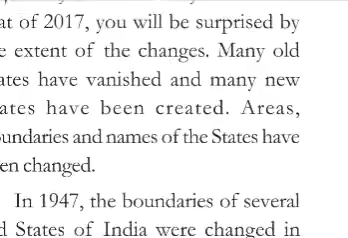 at of 2017, you will be surprised by
e extent of the changes. Many old
ates have vanished and many new
ates have been created. Areas,
oundaries and names of the States have
en changed.
In 1947, the boundaries of several
d States of India were changed in